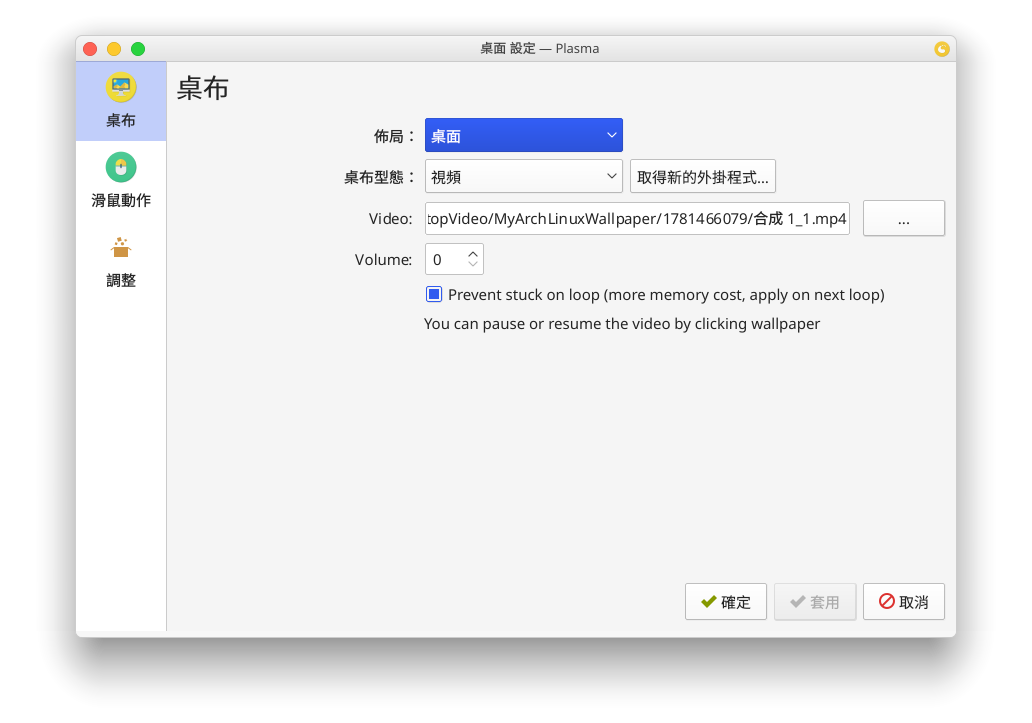 桌面 設定 — Plasma
桌布
滑鼠動作
調整
桌布
佈局：
桌面
桌布型態：
視頻
取得新的外掛程式...
Video:
topVideo/MyArchLinuxWallpaper/1781466079/合成 1_1.mp4
...
Volume:
0
Prevent stuck on loop (more memory cost, apply on next loop)
You can pause or resume the video by clicking wallpaper
確定
套用
取消